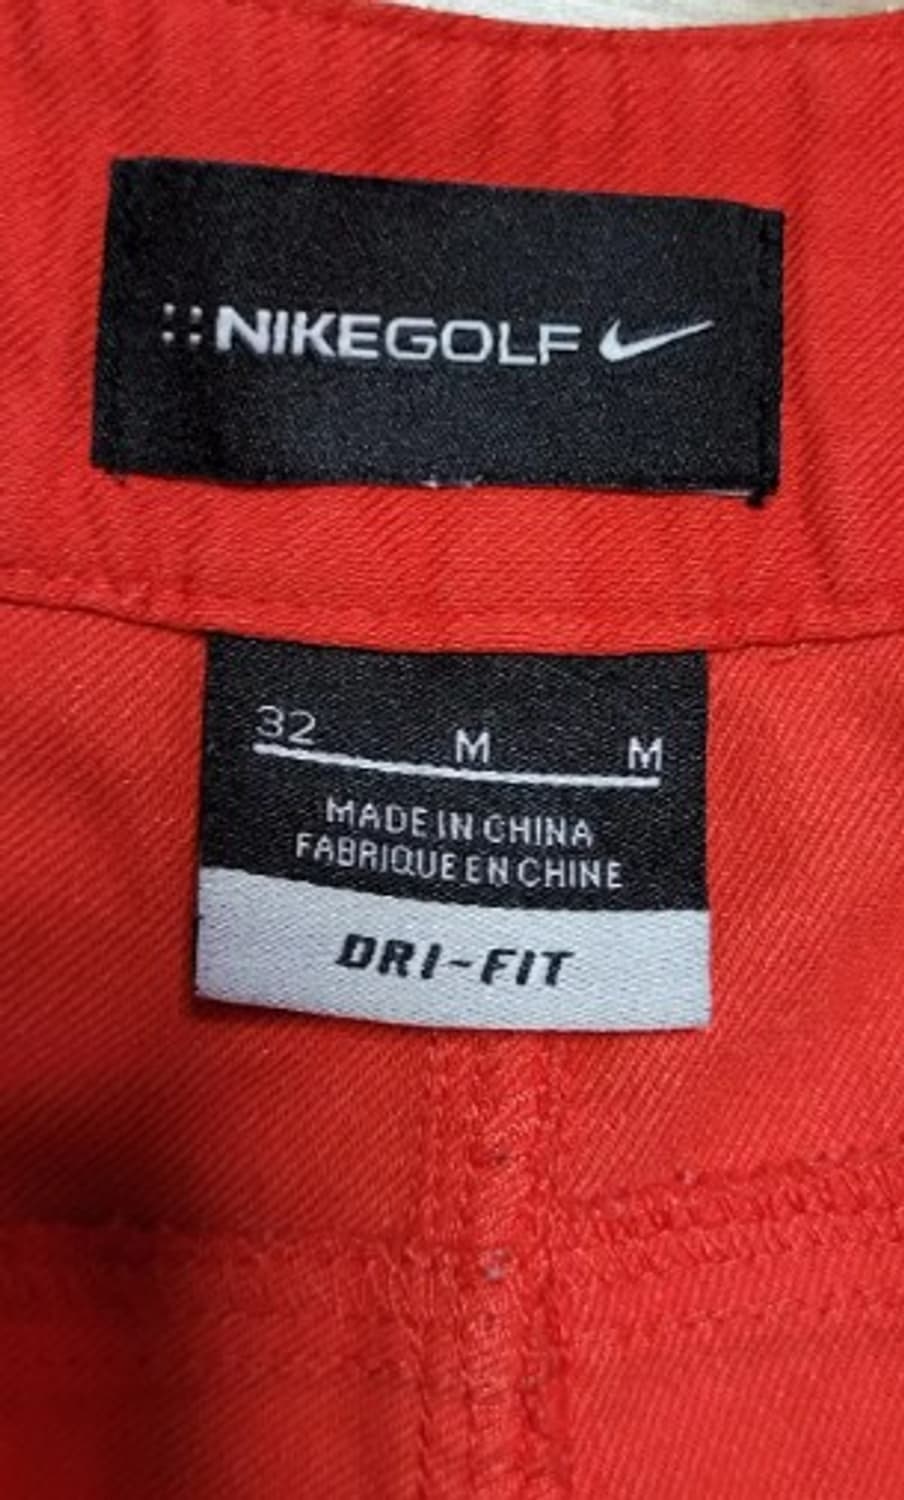 NIKEGOLF
32 M M
MADE IN CHINA
FABRIQUE EN CHINE
DRI-FIT